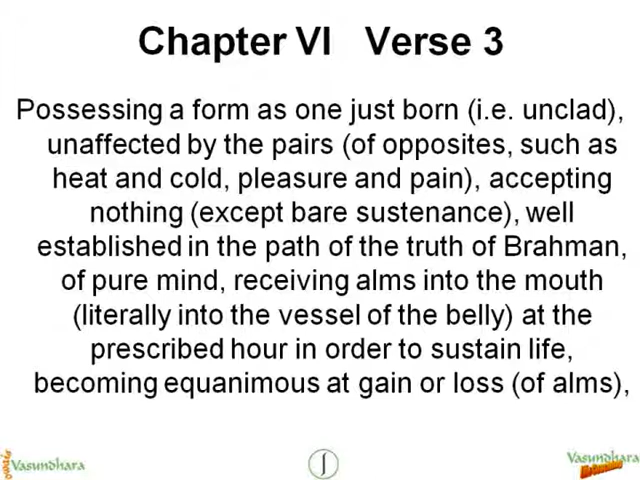 Chapter VI Verse 3
Possessing a form as one just born (i.e. unclad),
unaffected by the pairs (of opposites, such as
heat and cold, pleasure and pain), accepting
nothing (except bare sustenance), well
established in the path of the truth of Brahman,
of pure mind, receiving alms into the mouth
(literally into the vessel of the belly) at the
prescribed hour in order to sustain life,
becoming equanimous at gain or loss (of alms),
Vasundhara
Vasundhara